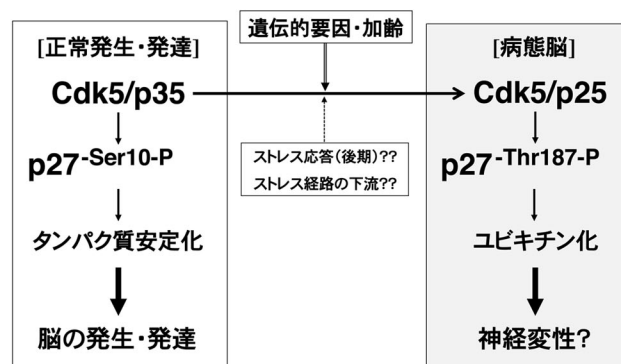 遺伝的要因・加齢
[正常発生・発達]
Cdk5/p35
p27-Ser10-P
タンパク質安定化
脳の発生・発達
ストレス応答(後期)??
ストレス経路の下流??
[病態脳]
Cdk5/p25
p27-Thr187-P
ユビキチン化
神経変性?